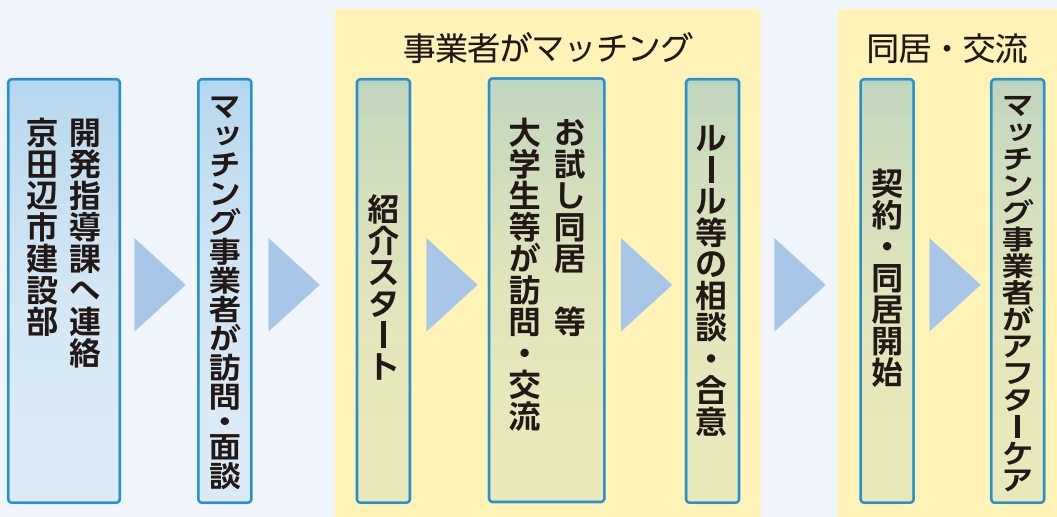 京田辺市建設部
開発指導課へ連絡
マッチング事業者が訪問・面談
事業者がマッチング
紹介スタート
大学生等が訪問・交流
お試し同居　等
ルール等の相談・合意
同居・交流
契約・同居開始
マッチング事業者がアフターケア